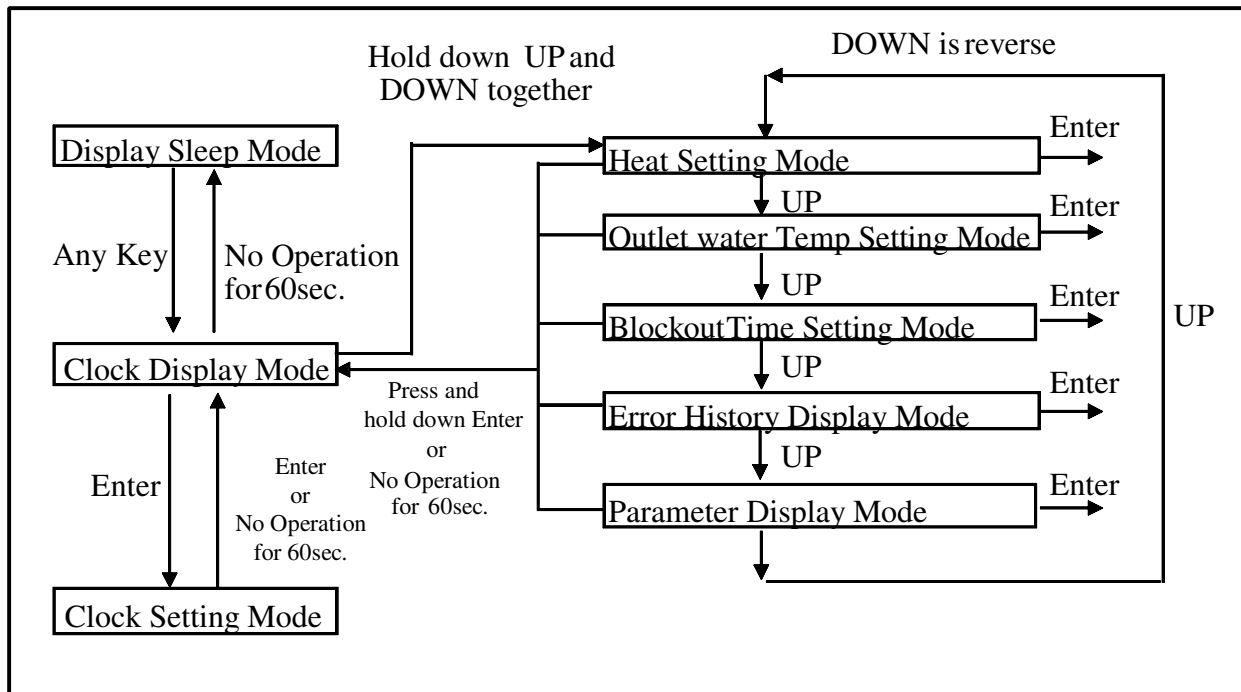 Hold down UP and
DOWN together
DOWN is reverse
Display Sleep Mode
Any Key
No Operation
for 60sec.
Clock Display Mode
Enter
Enter
or
No Operation
for 60sec.
Clock Setting Mode
Press and
hold down Enter
or
No Operation
for 60sec.
Heat Setting Mode
Enter
UP
Outlet water Temp Setting Mode
Enter
UP
Blockout Time Setting Mode
Enter
UP
Error History Display Mode
Enter
UP
Parameter Display Mode
Enter
UP